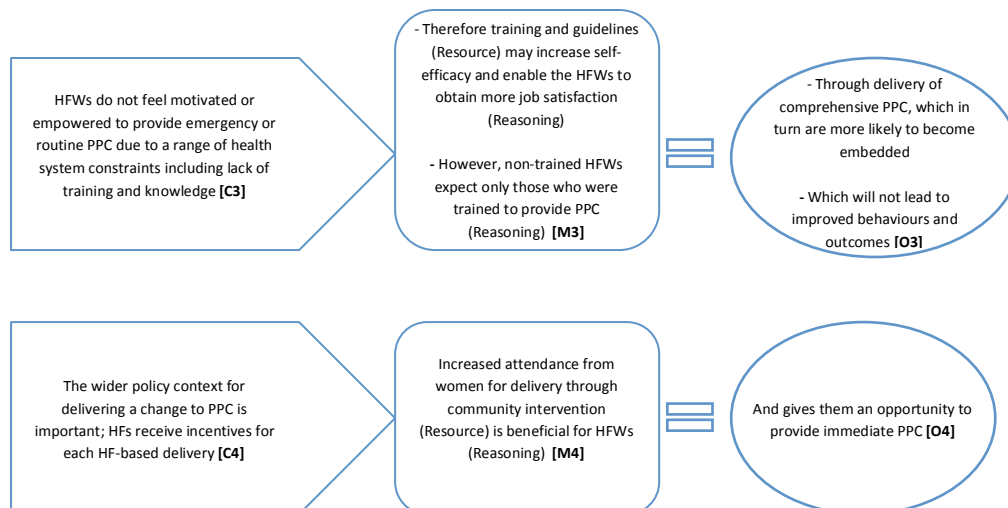 HFWs do not feel motivated or
empowered to provide emergency or
routine PPC due to a range of health
system constraints including lack of
training and knowledge [C3]
- Therefore training and guidelines
(Resource) may increase self-
efficacy and enable the HFWs to
obtain more job satisfaction
(Reasoning)
- However, non-trained HFWs
expect only those who were
trained to provide PPC
(Reasoning) [M3]
- Through delivery of
comprehensive PPC, which in
turn are more likely to become
embedded
- Which will not lead to
improved behaviours and
outcomes [O3]
The wider policy context for
delivering a change to PPC is
important; HFs receive incentives for
each HF-based delivery [C4]
Increased attendance from
women for delivery through
community intervention
(Resource) is beneficial for HFWs
(Reasoning) [M4]
And gives them an opportunity to
provide immediate PPC [O4]